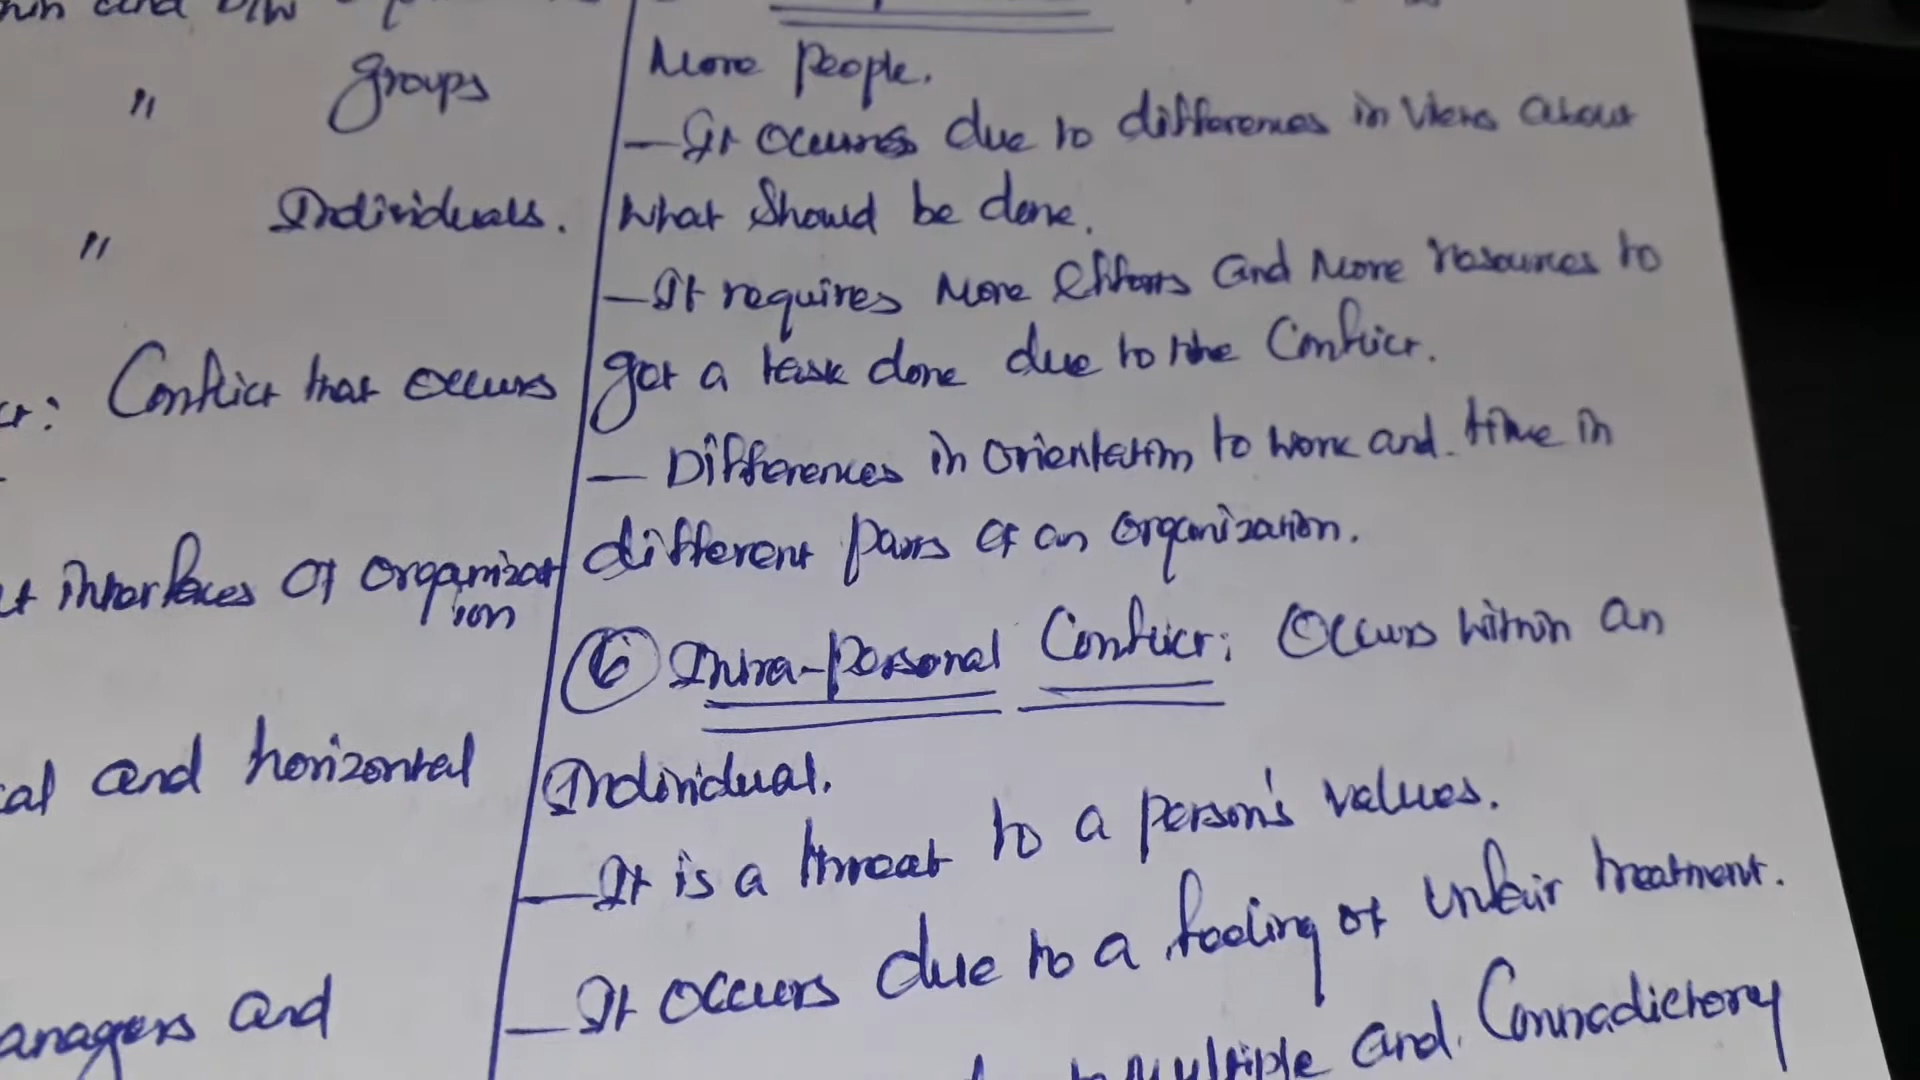 " groups
" Individuals.
Conflict that occurs
interfaces of organizat
ion
and horizontal
and
More people.
- It occures due to differences in views about
what should be done.
- It requires more efforts and more resources to
get a task done due to the Conflict.
- Differences in orientation to work and time in
different parts of an organization.
⑥ Intra-personal Conflict: Occurs within an
Individual.
- It is a threat to a person's values.
- It occurs due to a feeling of unfair treatment.
multiple and Contradictory